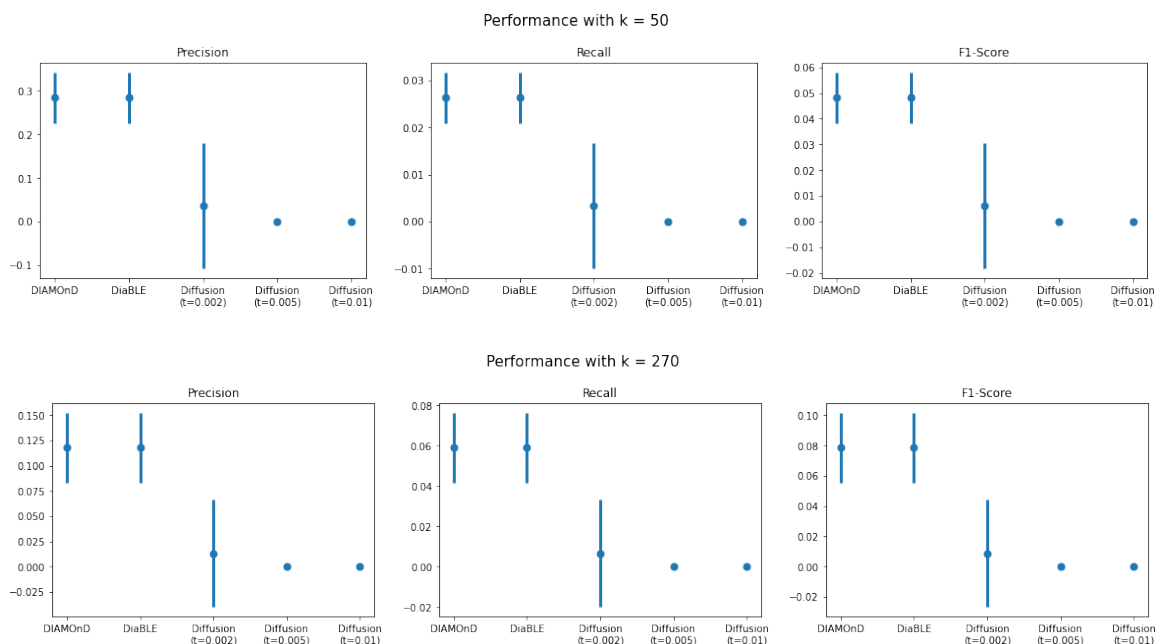 Performance with k = 50
Precision
0.3
0.2
0.1
0.0
−0.1
DIAMOnD DiaBLE Diffusion Diffusion Diffusion
(t=0.002) (t=0.005) (t=0.01)
Recall
0.03
0.02
0.01
0.00
−0.01
DIAMOnD DiaBLE Diffusion Diffusion Diffusion
(t=0.002) (t=0.005) (t=0.01)
F1-Score
0.06
0.05
0.04
0.03
0.02
0.01
0.00
−0.01
−0.02
DIAMOnD DiaBLE Diffusion Diffusion Diffusion
(t=0.002) (t=0.005) (t=0.01)
Performance with k = 270
Precision
0.150
0.125
0.100
0.075
0.050
0.025
0.000
−0.025
DIAMOnD DiaBLE Diffusion Diffusion Diffusion
(t=0.002) (t=0.005) (t=0.01)
Recall
0.08
0.06
0.04
0.02
0.00
−0.02
DIAMOnD DiaBLE Diffusion Diffusion Diffusion
(t=0.002) (t=0.005) (t=0.01)
F1-Score
0.10
0.08
0.06
0.04
0.02
0.00
−0.02
DIAMOnD DiaBLE Diffusion Diffusion Diffusion
(t=0.002) (t=0.005) (t=0.01)